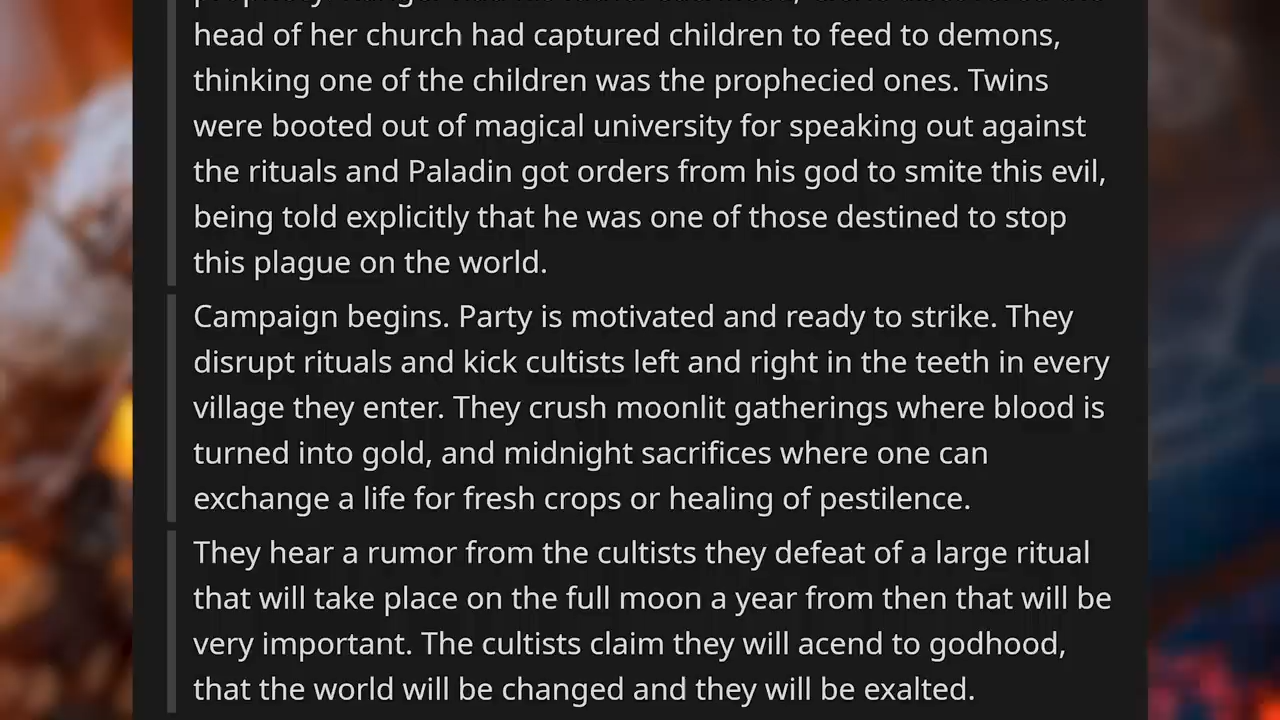 head of her church had captured children to feed to demons,
thinking one of the children was the prophecied ones. Twins
were booted out of magical university for speaking out against
the rituals and Paladin got orders from his god to smite this evil,
being told explicitly that he was one of those destined to stop
this plague on the world.
Campaign begins. Party is motivated and ready to strike. They
disrupt rituals and kick cultists left and right in the teeth in every
village they enter. They crush moonlit gatherings where blood is
turned into gold, and midnight sacrifices where one can
exchange a life for fresh crops or healing of pestilence.
They hear a rumor from the cultists they defeat of a large ritual
that will take place on the full moon a year from then that will be
very important. The cultists claim they will acend to godhood,
that the world will be changed and they will be exalted.